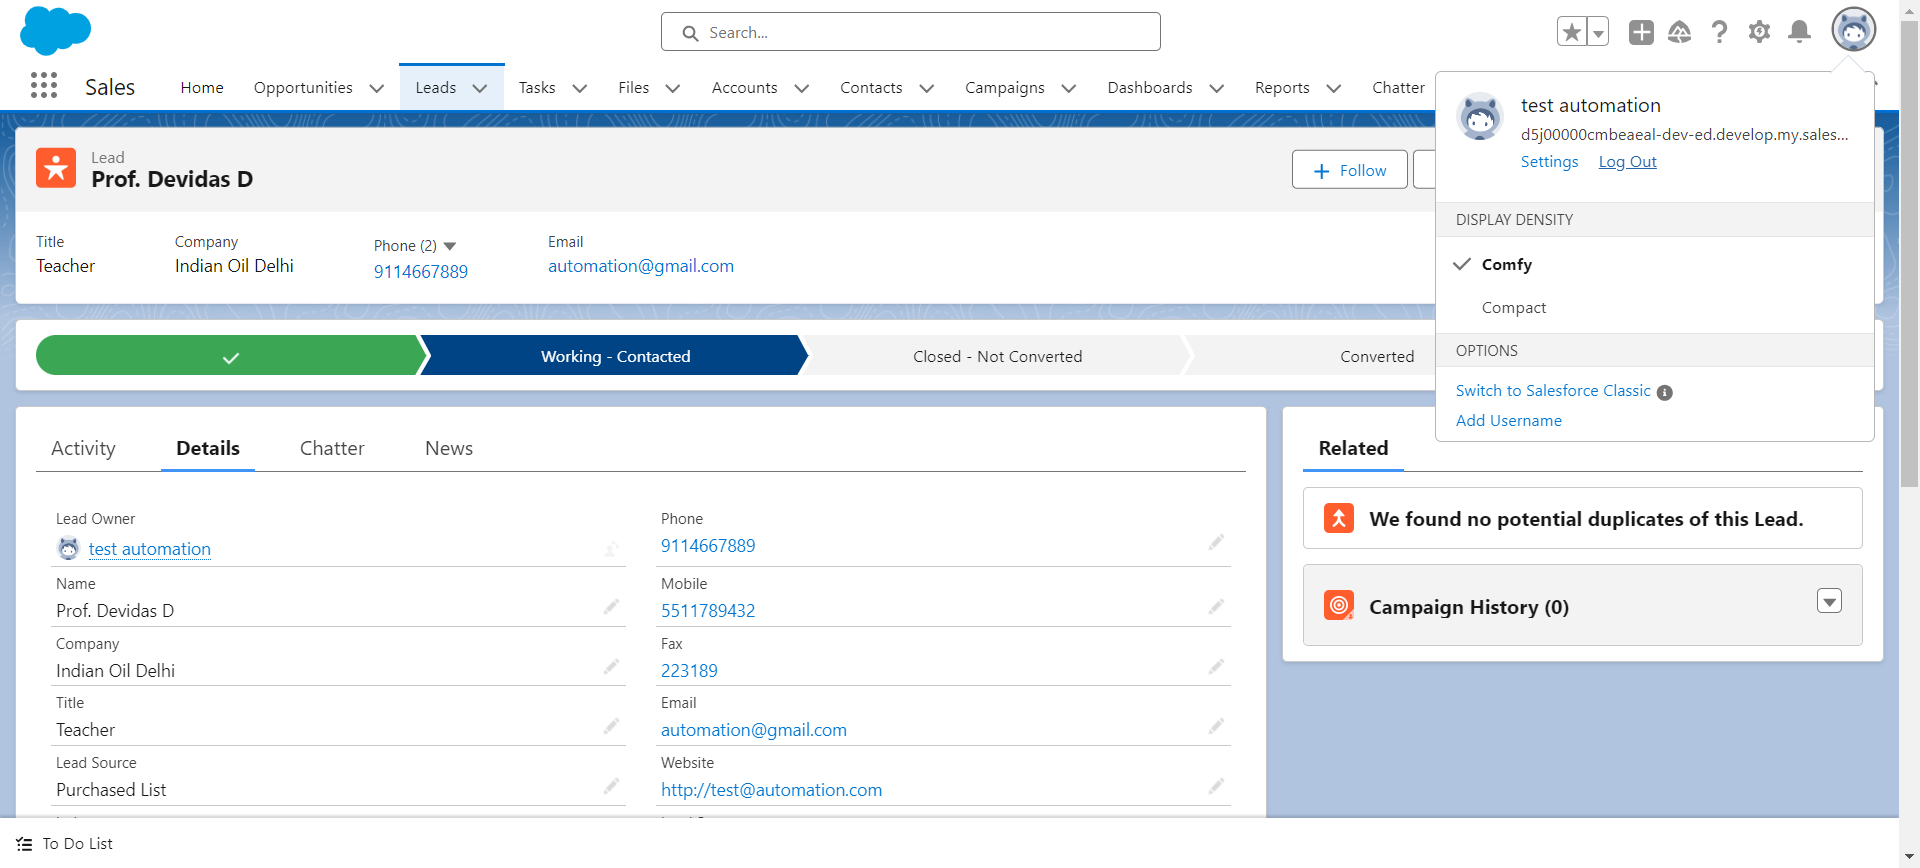 Search...
Sales
Home
Opportunities
Leads
Tasks
Files
Accounts
Contacts
Campaigns
Dashboards
Reports
Chatter
test automation
d5j00000cmbeaeal-dev-ed.develop.my.sales...
Settings
Log Out
DISPLAY DENSITY
Comfy
Compact
OPTIONS
Switch to Salesforce Classic
Add Username
Lead
Prof. Devidas D
Follow
Title
Teacher
Company
Indian Oil Delhi
Phone (2)
9114667889
Email
automation@gmail.com
Working - Contacted
Closed - Not Converted
Converted
Activity
Details
Chatter
News
Lead Owner
test automation
Name
Prof. Devidas D
Company
Indian Oil Delhi
Title
Teacher
Lead Source
Purchased List
Phone
9114667889
Mobile
5511789432
Fax
223189
Email
automation@gmail.com
Website
http://test@automation.com
Related
We found no potential duplicates of this Lead.
Campaign History (0)
To Do List